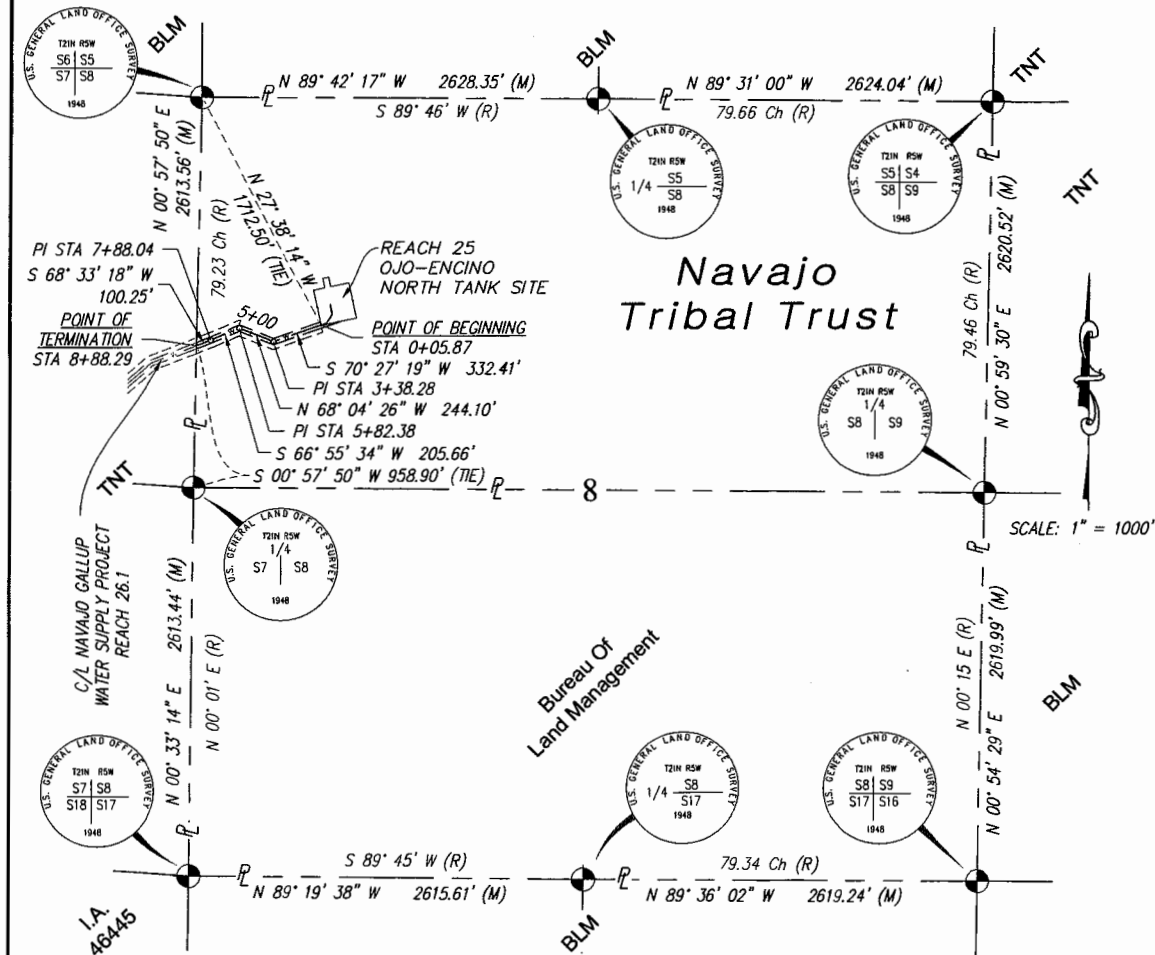 BLM
BLM
TNT
U.S. GENERAL LAND OFFICE SURVEY
T21N R5W
S6 S5
S7 S8
1948
N 89° 42' 17" W 2628.35' (M)
S 89° 46' W (R)
N 89° 31' 00" W 2624.04' (M)
79.66 Ch (R)
U.S. GENERAL LAND OFFICE SURVEY
T21N R5W
1/4 S5
S8
1948
U.S. GENERAL LAND OFFICE SURVEY
T21N R5W
S5 S4
S8 S9
1948
TNT
N 00° 57' 50" E
2613.56' (M)
79.23 Ch (R)
N 27° 38' 14" W
1712.50' (TIE)
PI STA 7+88.04
S 68° 33' 18" W
100.25'
POINT OF
TERMINATION
STA 8+88.29
5+00
REACH 25
OJO-ENCINO
NORTH TANK SITE
POINT OF BEGINNING
STA 0+05.87
S 70° 27' 19" W 332.41'
PI STA 3+38.28
N 68° 04' 26" W 244.10'
PI STA 5+82.38
S 66° 55' 34" W 205.66'
S 00° 57' 50" W 958.90' (TIE)
Navajo
Tribal Trust
79.46 Ch (R)
N 00° 59' 30" E 2620.52' (M)
U.S. GENERAL LAND OFFICE SURVEY
T21N R5W
1/4
S8 S9
1948
TNT
8
SCALE: 1" = 1000'
U.S. GENERAL LAND OFFICE SURVEY
T21N R5W
1/4
S7 S8
1948
C/L NAVAJO GALLUP
WATER SUPPLY PROJECT
REACH 26.1
N 00° 33' 14" E 2613.44' (M)
N 00° 01' E (R)
Bureau Of
Land Management
N 00° 15 E (R)
N 00° 54' 29" E 2619.99' (M)
BLM
U.S. GENERAL LAND OFFICE SURVEY
T21N R5W
S7 S8
S18 S17
1948
U.S. GENERAL LAND OFFICE SURVEY
T21N R5W
1/4 S8
S17
1948
U.S. GENERAL LAND OFFICE SURVEY
T21N R5W
S8 S9
S17 S16
1948
S 89° 45' W (R)
N 89° 19' 38" W 2615.61' (M)
79.34 Ch (R)
N 89° 36' 02" W 2619.24' (M)
I.A.
46445
BLM